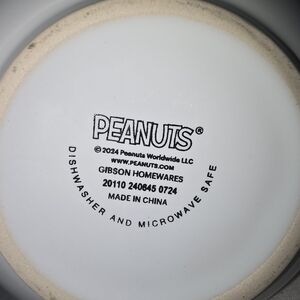 PEANUTS®
© 2024 Peanuts Worldwide LLC
WWW.PEANUTS.COM
GIBSON HOMEWARES
20110 240645 0724
MADE IN CHINA
DISHWASHER AND MICROWAVE SAFE